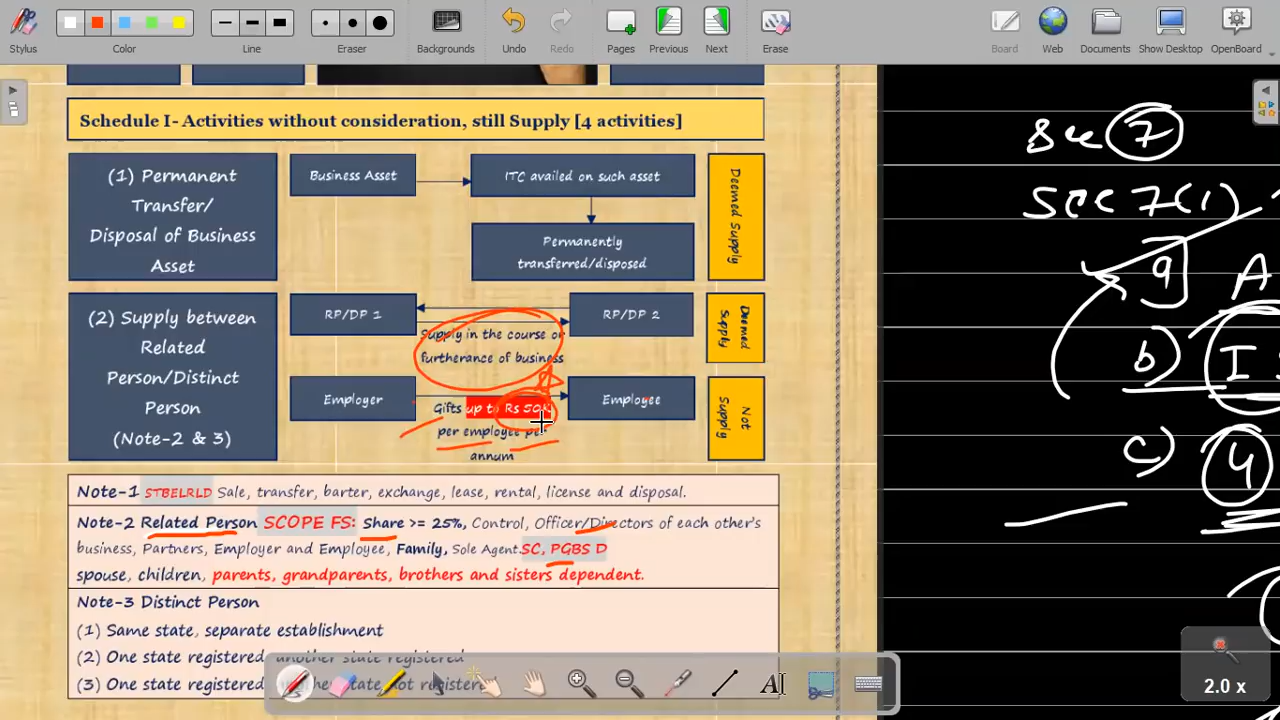 Stylus
Color
Line
Eraser
Backgrounds
Undo
Redo
Pages
Previous
Next
Erase
Board
Web
Documents
Show Desktop
OpenBoard
Schedule I- Activities without consideration, still Supply [4 activities]
(1) Permanent
Transfer/
Disposal of Business
Asset
Business Asset
ITC availed on such asset
Permanently
transferred/disposed
Deemed Supply
(2) Supply between
Related
Person/Distinct
Person
(Note-2 & 3)
RP/DP 1
RP/DP 2
Supply in the course or
furtherance of business
Deemed
Supply
Employer
Gifts up to Rs 50K
per employee per
annum
Employee
Not
Supply
Note-1 STBELRLD Sale, transfer, barter, exchange, lease, rental, license and disposal.
Note-2 Related Person SCOPE FS: Share >= 25%, Control, Officer/Directors of each other's
business, Partners, Employer and Employee, Family, Sole Agent. SC, PGBS D
spouse, children, parents, grandparents, brothers and sisters dependent.
Note-3 Distinct Person
(1) Same state, separate establishment
(2) One state registered, another state registered
(3) One state registered, another state not registered
Sec 7
Sec 7(1)
a A
b) I
c) 4
2.0 x